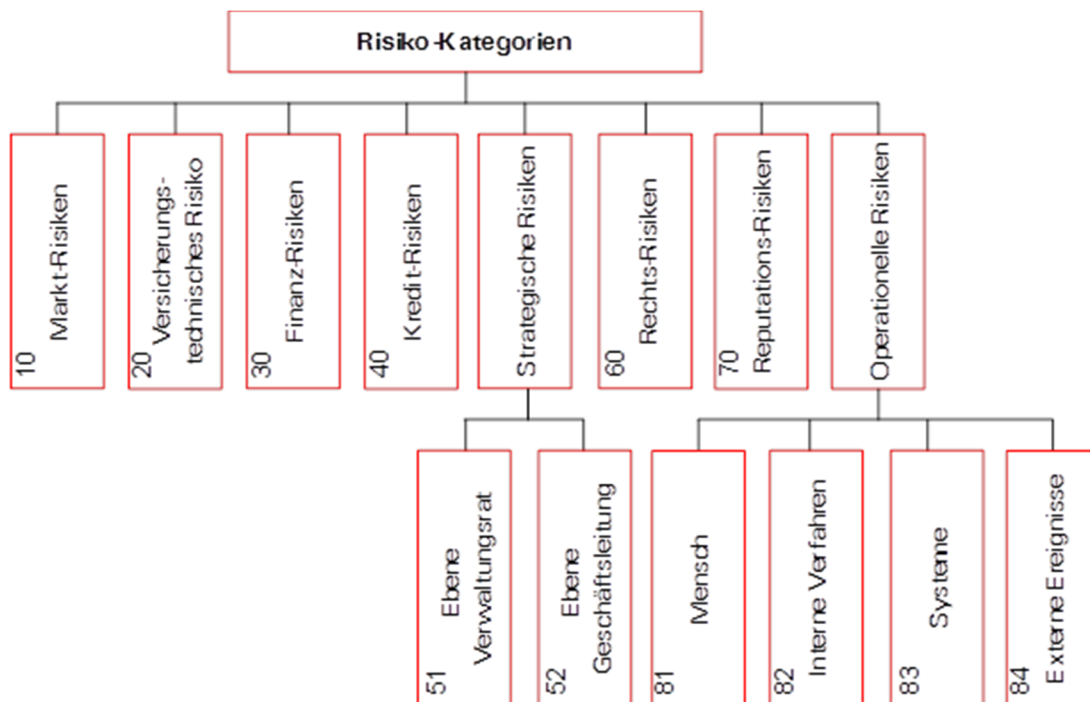 Risiko-Kategorien
10
Markt-Risiken
20
Versicherungs-
technisches Risiko
30
Finanz-Risiken
40
Kredit-Risiken
Strategische Risiken
60
Rechts-Risiken
70
Reputations-Risiken
Operationelle Risiken
51
Ebene
Verwaltungsrat
52
Ebene
Geschäftsleitung
81
Mensch
82
Interne Verfahren
83
Systeme
84
Externe Ereignisse